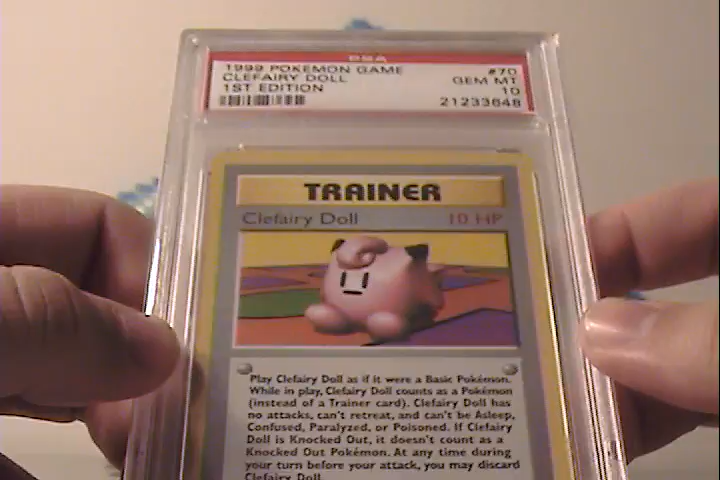 PSA
1999 POKEMON GAME #70
CLEFAIRY DOLL GEM MT
1ST EDITION 10
21233648
TRAINER
Clefairy Doll 10 HP
Play Clefairy Doll as if it were a Basic Pokémon.
While in play, Clefairy Doll counts as a Pokémon
(instead of a Trainer card). Clefairy Doll has
no attacks, can't retreat, and can't be Asleep,
Confused, Paralyzed, or Poisoned. If Clefairy
Doll is Knocked Out, it doesn't count as a
Knocked Out Pokémon. At any time during
your turn before your attack, you may discard
Clefairy Doll.